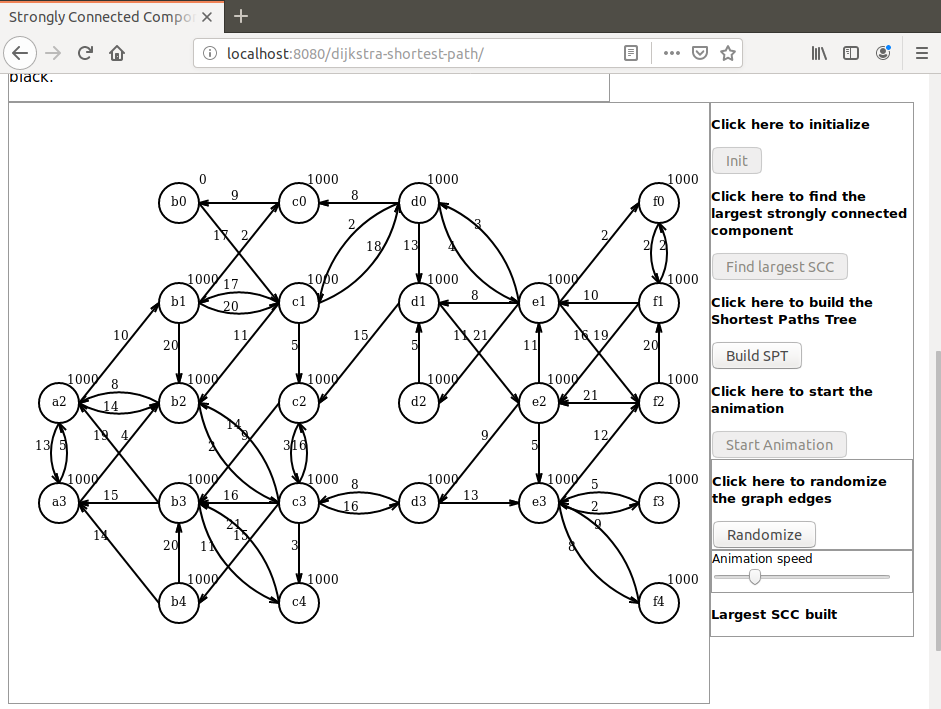 Strongly Connected Compo
localhost:8080/dijkstra-shortest-path/
black.
Click here to initialize
Init
Click here to find the
largest strongly connected
component
Find largest SCC
Click here to build the
Shortest Paths Tree
Build SPT
Click here to start the
animation
Start Animation
Click here to randomize
the graph edges
Randomize
Animation speed
Largest SCC built
0 1000 1000 1000
b0 9 c0 8 d0 f0
17 2 2 18 13 4 3 2 2 2
1000 1000 1000 1000 1000
b1 17 20 c1 d1 8 e1 10 f1
10 20 11 5 15 5 11 21 11 16 19 20
1000 1000 1000 1000 1000 1000
a2 8 14 b2 c2 d2 e2 21 f2
13 5 19 4 2 14 9 3 16 9 5 12
1000 1000 1000 1000 1000 1000
a3 15 b3 16 c3 8 16 d3 13 e3 5 2 f3
14 20 11 21 15 3 8 9
1000 1000 1000
b4 c4 f4